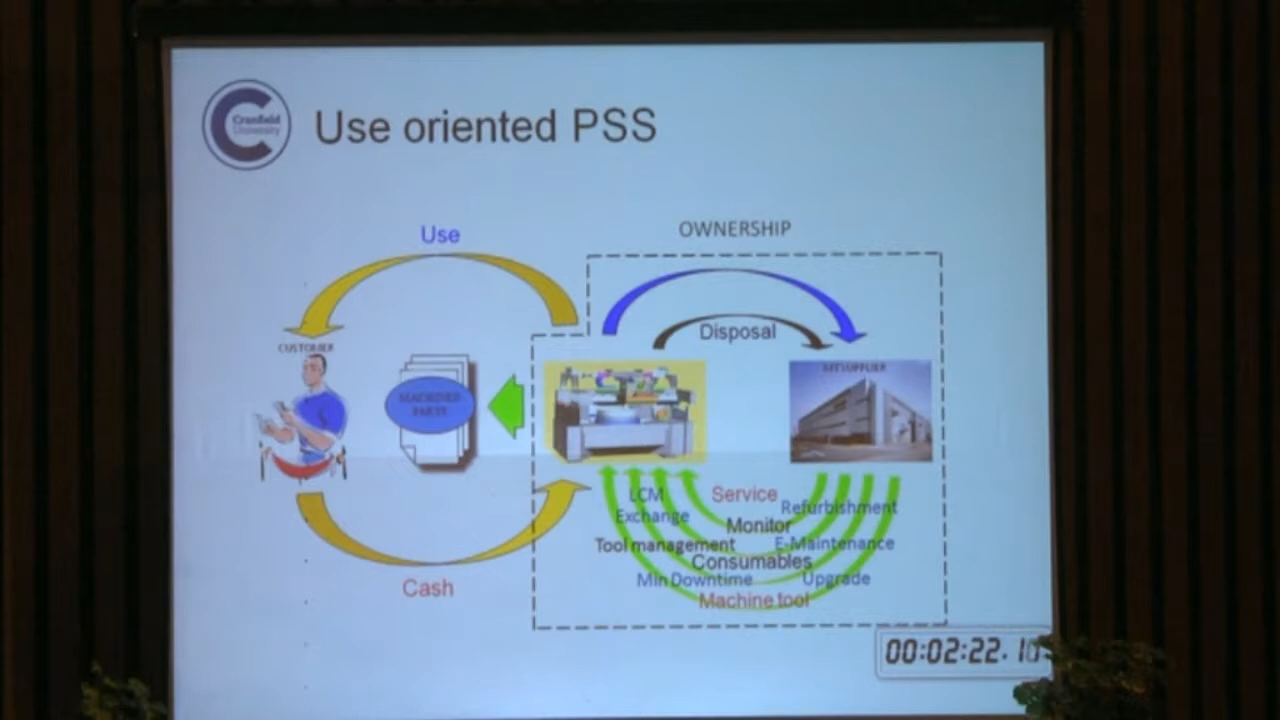 Cranfield
University
Use oriented PSS
OWNERSHIP
Use
Disposal
CUSTOMER
MACHINED
PARTS
LCM
Service
Exchange
Refurbishment
Monitor
Tool management
E-Maintenance
Consumables
Min Downtime
Upgrade
Cash
Machine tool
00:02:22.10